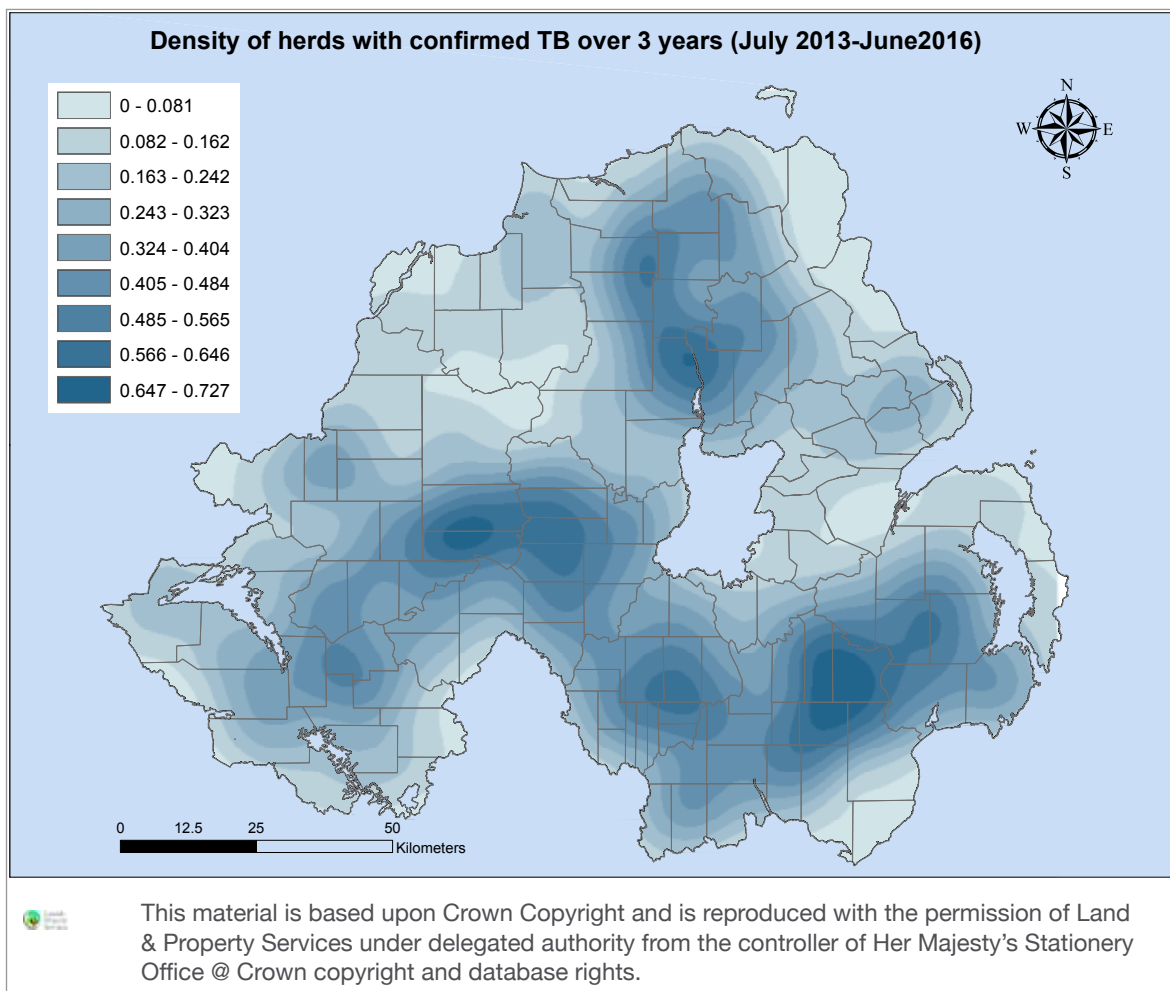 Density of herds with confirmed TB over 3 years (July 2013-June2016)
0 - 0.081
0.082 - 0.162
0.163 - 0.242
0.243 - 0.323
0.324 - 0.404
0.405 - 0.484
0.485 - 0.565
0.566 - 0.646
0.647 - 0.727
N
W E
S
0 12.5 25 50
Kilometers
This material is based upon Crown Copyright and is reproduced with the permission of Land
& Property Services under delegated authority from the controller of Her Majesty’s Stationery
Office @ Crown copyright and database rights.